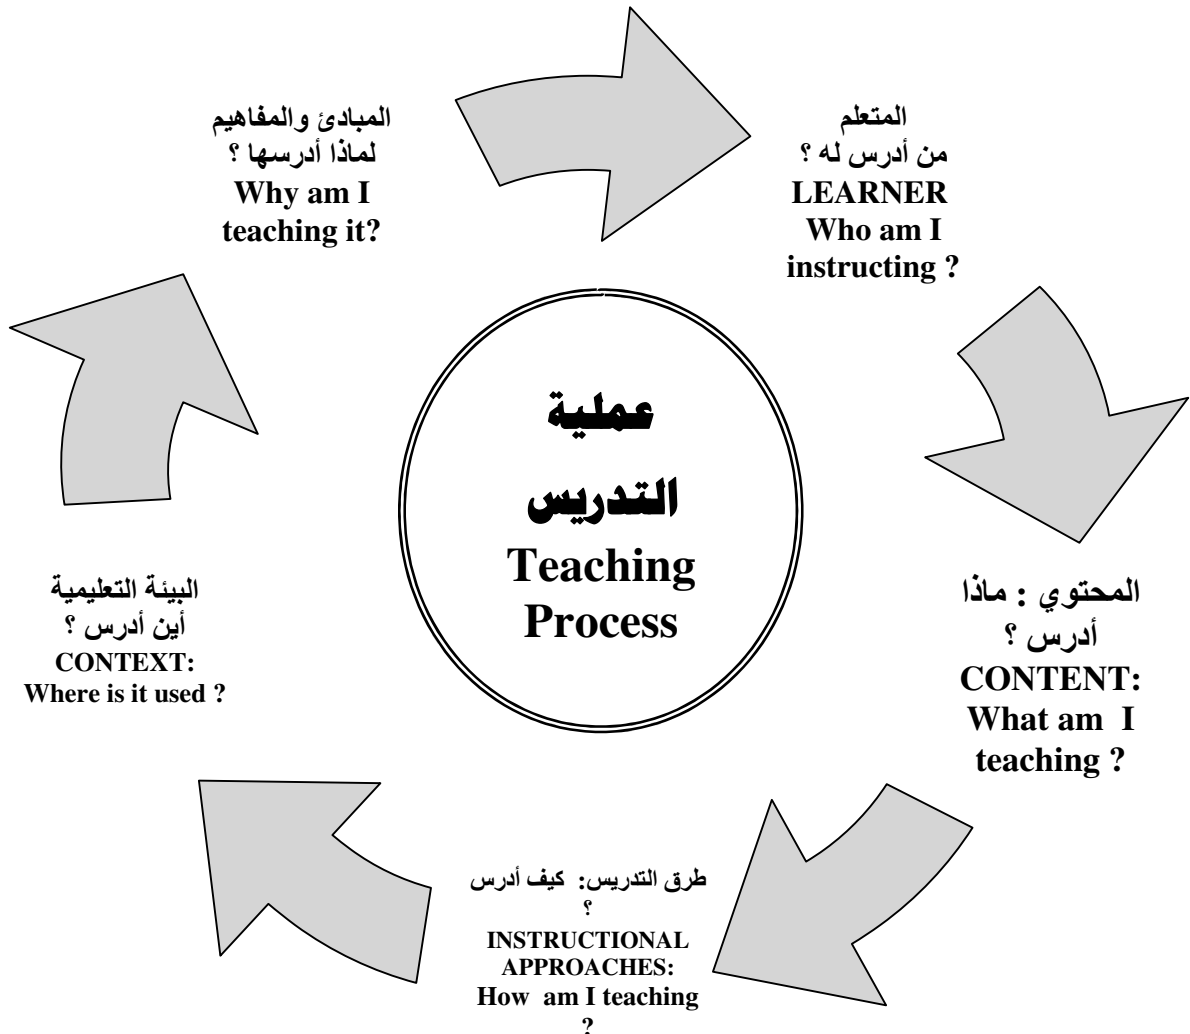 المبادئ والمفاهيم
لماذا أدرسها ؟
Why am I
teaching it?
المتعلم
من أدرس له ؟
LEARNER
Who am I
instructing ?
عملية
التدريس
Teaching
Process
المحتوي : ماذا
أدرس ؟
CONTENT:
What am I
teaching ?
طرق التدريس: كيف أدرس
؟
INSTRUCTIONAL
APPROACHES:
How am I teaching
?
البيئة التعليمية
أين أدرس ؟
CONTEXT:
Where is it used ?